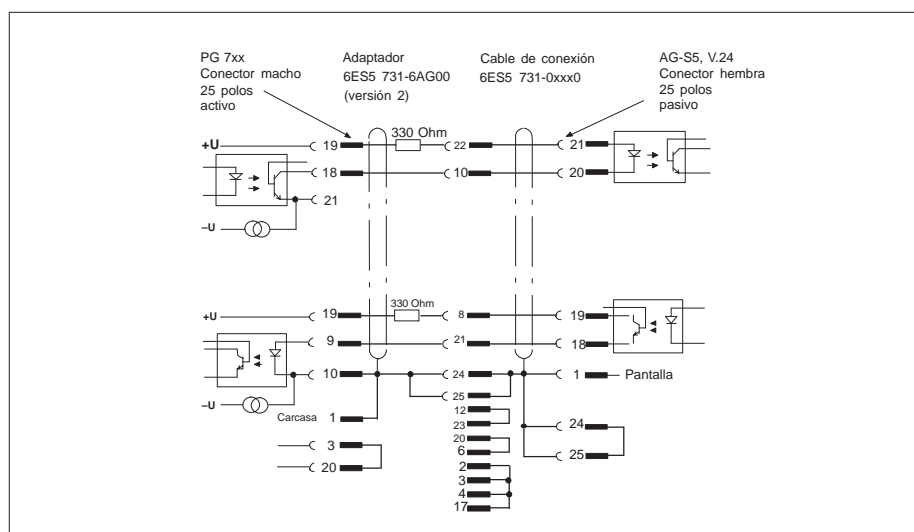 PG 7xx
Conector macho
25 polos
activo
Adaptador
6ES5 731-6AG00
(versión 2)
Cable de conexión
6ES5 731-0xxx0
AG-S5, V.24
Conector hembra
25 polos
pasivo
+U
19
330 Ohm
22
21
18
10
20
21
–U
+U
19
330 Ohm
8
19
9
21
18
10
24
1
Pantalla
25
Carcasa
1
12
23
24
3
20
6
25
20
2
3
4
17
–U